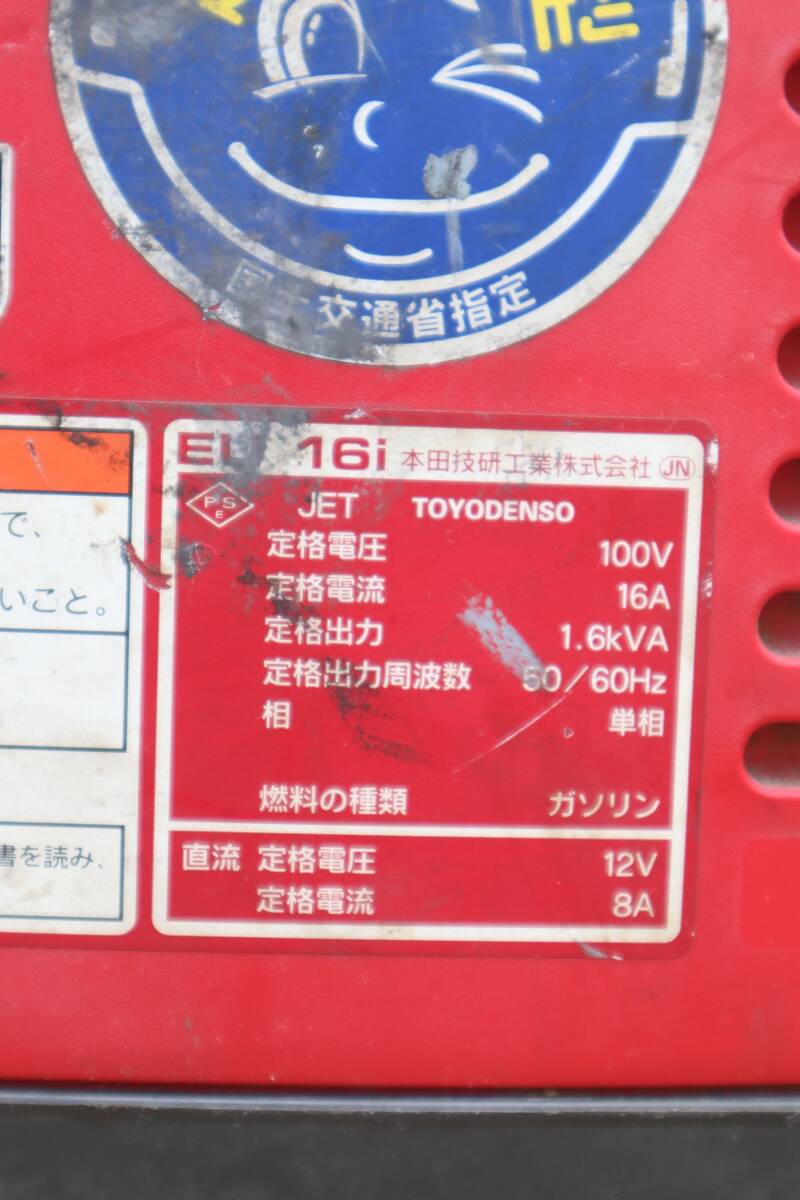 交通省指定
16i 本田技研工業株式会社 JN
PSE JET TOYODENSO
定格電圧 100V
定格電流 16A
定格出力 1.6kVA
定格出力周波数 50/60Hz
相 単相
燃料の種類 ガソリン
直流 定格電圧 12V
定格電流 8A
で、
いこと。
書を読み、